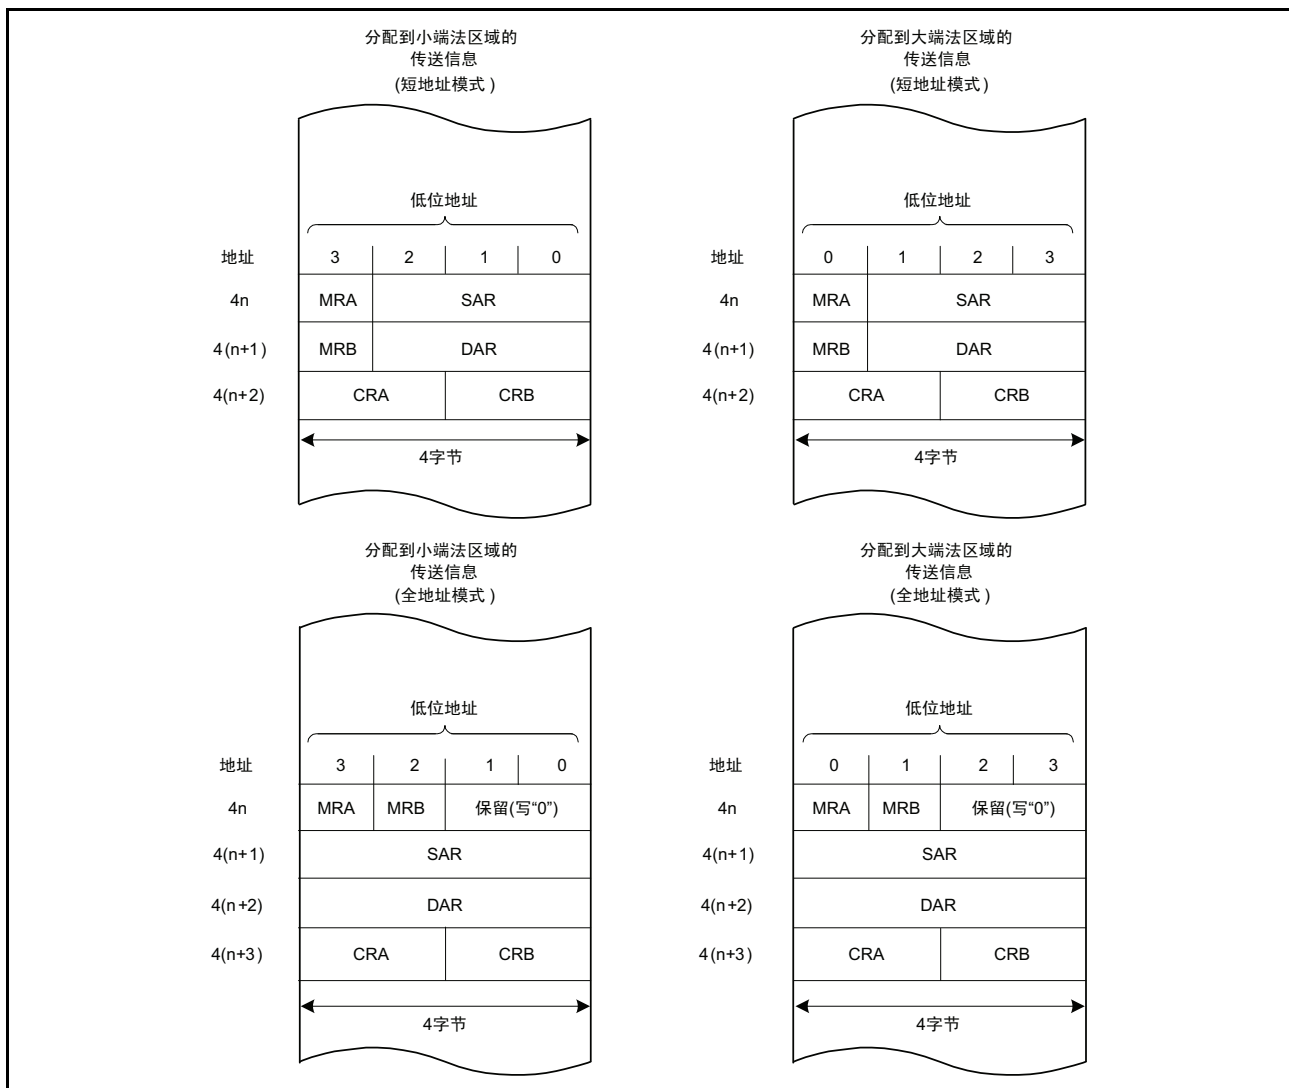 分配到小端法区域的
传送信息
(短地址模式)
低位地址
地址 3 2 1 0
4n MRA SAR
4(n+1) MRB DAR
4(n+2) CRA CRB
4字节
分配到大端法区域的
传送信息
(短地址模式)
低位地址
地址 0 1 2 3
4n MRA SAR
4(n+1) MRB DAR
4(n+2) CRA CRB
4字节
分配到小端法区域的
传送信息
(全地址模式)
低位地址
地址 3 2 1 0
4n MRA MRB 保留(写“0”)
4(n+1) SAR
4(n+2) DAR
4(n+3) CRA CRB
4字节
分配到大端法区域的
传送信息
(全地址模式)
低位地址
地址 0 1 2 3
4n MRA MRB 保留(写“0”)
4(n+1) SAR
4(n+2) DAR
4(n+3) CRA CRB
4字节